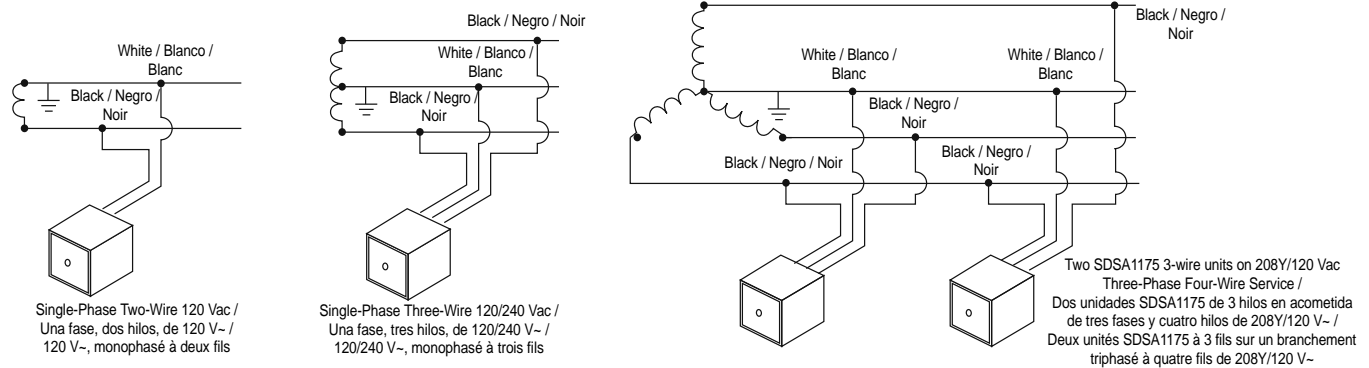 White / Blanco /
Blanc
Black / Negro /
Noir
Single-Phase Two-Wire 120 Vac /
Una fase, dos hilos, de 120 V~ /
120 V~, monophasé à deux fils
Black / Negro / Noir
White / Blanco /
Blanc
Black / Negro /
Noir
Single-Phase Three-Wire 120/240 Vac /
Una fase, tres hilos, de 120/240 V~ /
120/240 V~, monophasé à trois fils
Black / Negro /
Noir
White / Blanco /
Blanc
White / Blanco /
Blanc
Black / Negro /
Noir
Black / Negro / Noir
Black / Negro /
Noir
Two SDSA1175 3-wire units on 208Y/120 Vac
Three-Phase Four-Wire Service /
Dos unidades SDSA1175 de 3 hilos en acometida
de tres fases y cuatro hilos de 208Y/120 V~ /
Deux unités SDSA1175 à 3 fils sur un branchement
triphasé à quatre fils de 208Y/120 V~